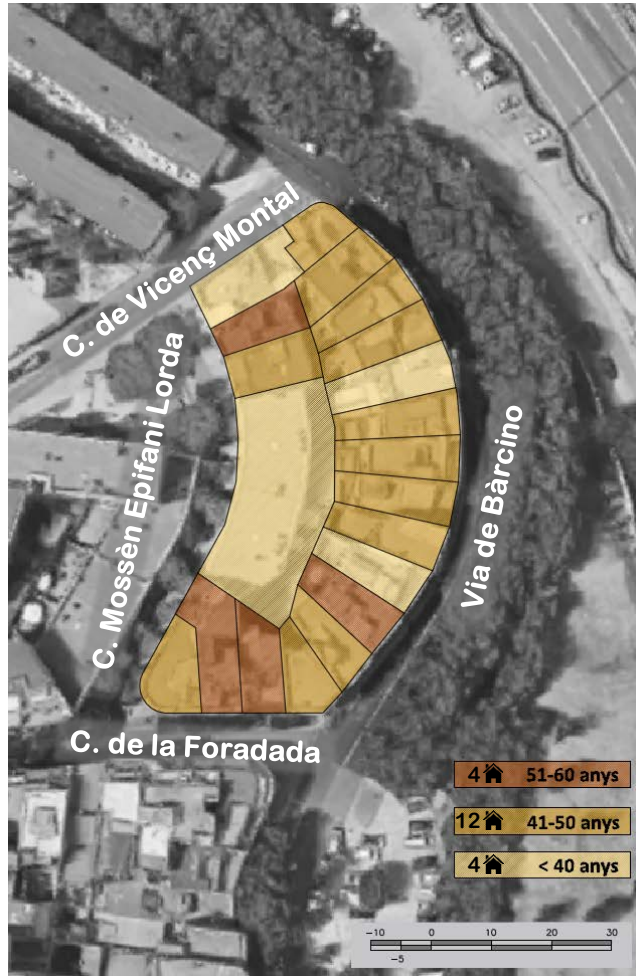 C. de Vicenç Montal
C. Mossèn Epifani Lorda
Via de Bàrcino
C. de la Foradada
4 51-60 anys
12 41-50 anys
4 < 40 anys
−10 0 10 20 30
−5